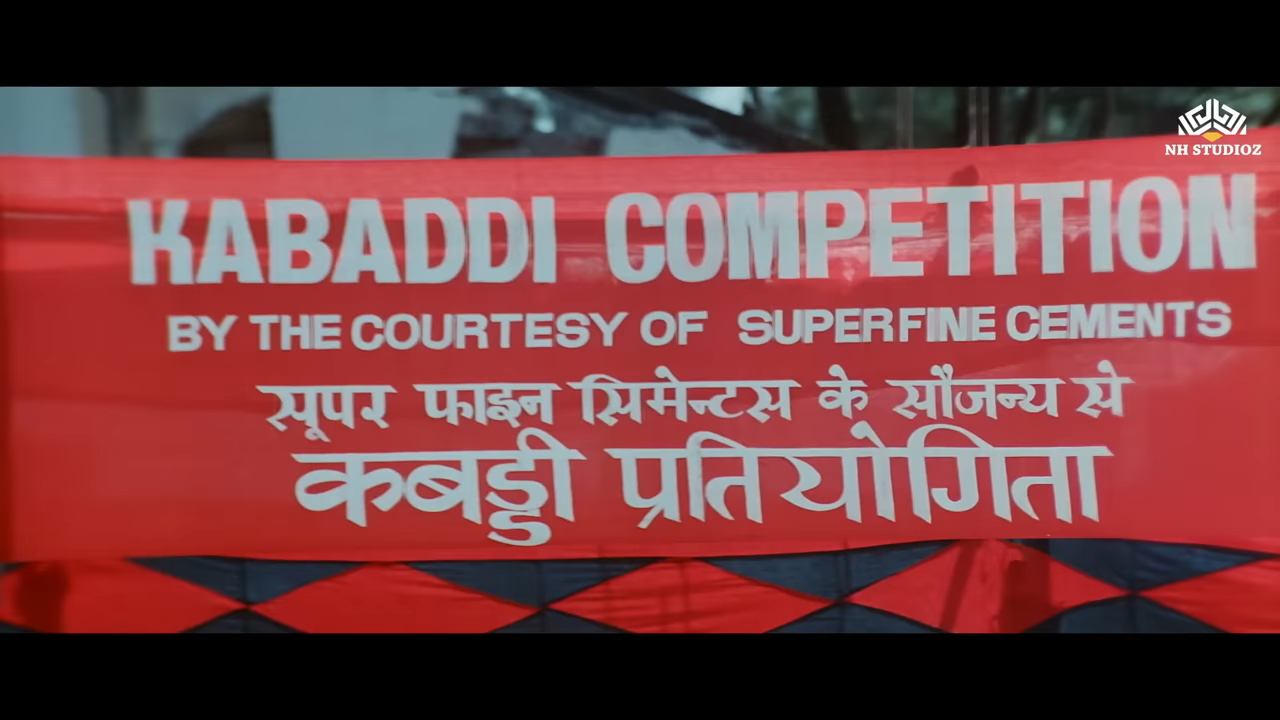 NH STUDIOZ
KABADDI COMPETITION
BY THE COURTESY OF SUPERFINE CEMENTS
सूपर फाइन सिमेन्टस के सौजन्य से
कबड्डी प्रतियोगिता